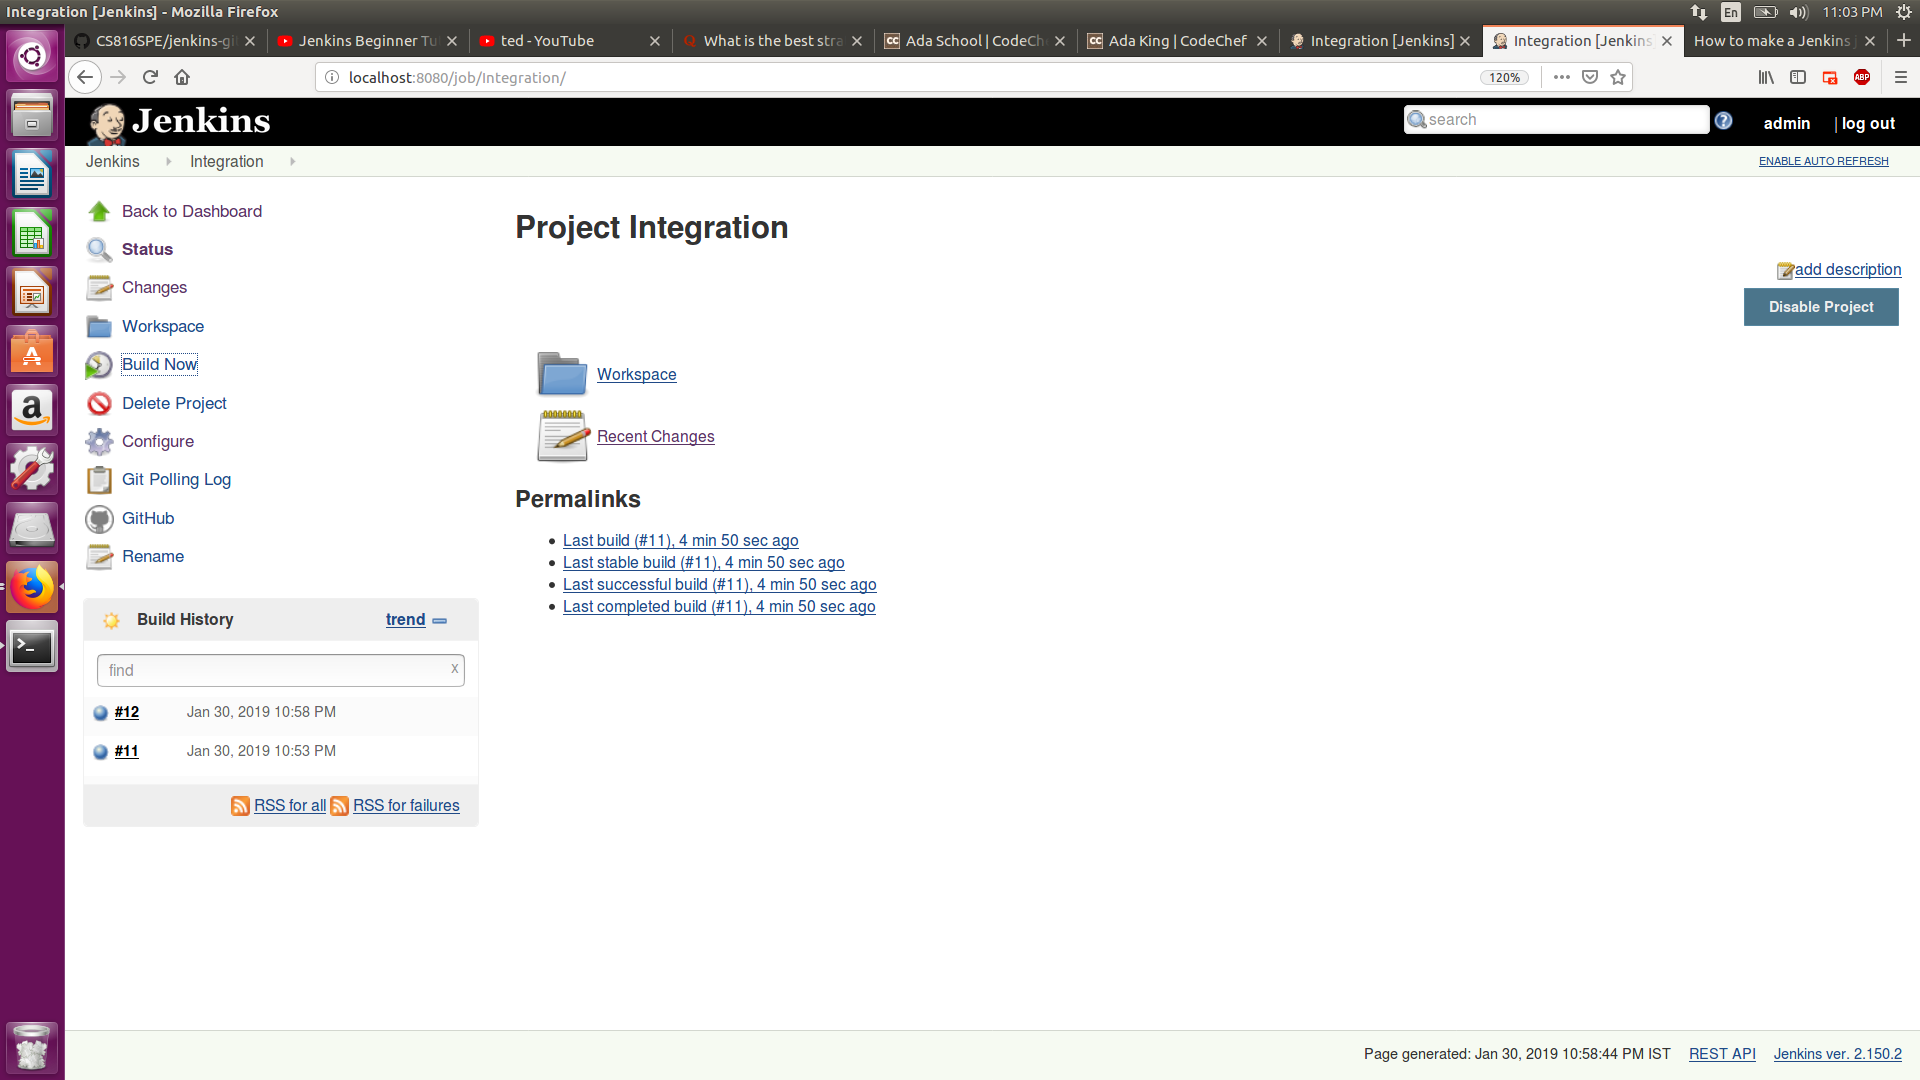 Integration [Jenkins] - Mozilla Firefox
En
11:03 PM
CS816SPE/jenkins-gi
Jenkins Beginner Tu
ted - YouTube
What is the best stra
Ada School | CodeCh
Ada King | CodeChef
Integration [Jenkins]
Integration [Jenkins
How to make a Jenkins
localhost:8080/job/Integration/
120%
ABP
Jenkins
search
admin
| log out
Jenkins
Integration
ENABLE AUTO REFRESH
Back to Dashboard
Status
Changes
Workspace
Build Now
Delete Project
Configure
Git Polling Log
GitHub
Rename
Project Integration
add description
Disable Project
Workspace
Recent Changes
Permalinks
Last build (#11), 4 min 50 sec ago
Last stable build (#11), 4 min 50 sec ago
Last successful build (#11), 4 min 50 sec ago
Last completed build (#11), 4 min 50 sec ago
Build History
trend
find
x
#12 Jan 30, 2019 10:58 PM
#11 Jan 30, 2019 10:53 PM
RSS for all RSS for failures
Page generated: Jan 30, 2019 10:58:44 PM IST REST API Jenkins ver. 2.150.2